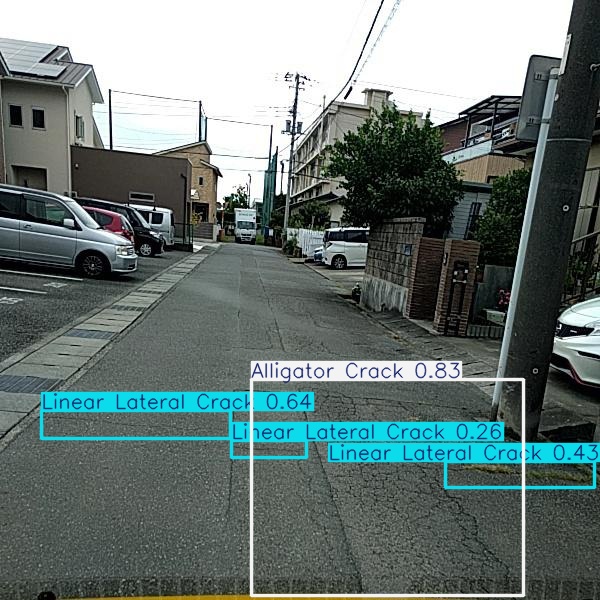 Alligator Crack 0.83
Linear Lateral Crack 0.64
Linear Lateral Crack 0.26
Linear Lateral Crack 0.43